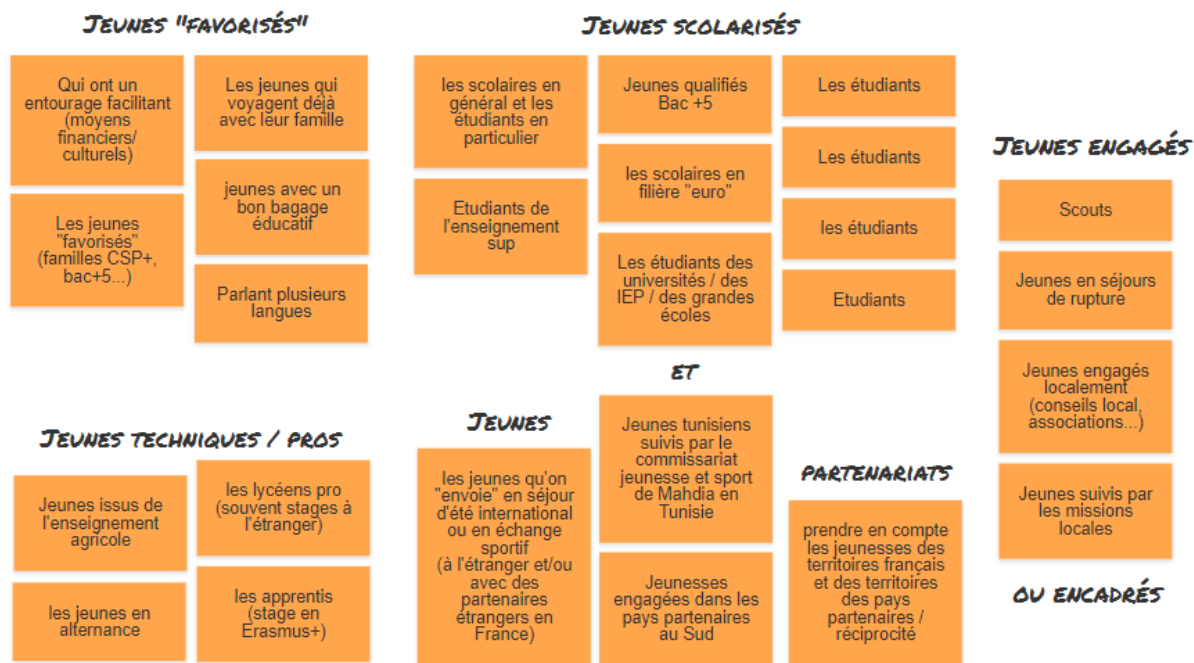 JEUNES "FAVORISÉS"
Qui ont un
entourage facilitant
(moyens
financiers/
culturels)
Les jeunes
"favorisés"
(familles CSP+,
bac+5...)
Les jeunes qui
voyagent déjà
avec leur famille
jeunes avec un
bon bagage
éducatif
Parlant plusieurs
langues
JEUNES SCOLARISÉS
les scolaires en
général et les
étudiants en
particulier
Etudiants de
l'enseignement
sup
Jeunes qualifiés
Bac +5
les scolaires en
filière "euro"
Les étudiants des
universités / des
IEP / des grandes
écoles
Les étudiants
Les étudiants
les étudiants
Etudiants
JEUNES ENGAGÉS
Scouts
Jeunes en séjours
de rupture
Jeunes engagés
localement
(conseils local,
associations...)
Jeunes suivis par
les missions
locales
OU ENCADRÉS
JEUNES TECHNIQUES / PROS
Jeunes issus de
l'enseignement
agricole
les jeunes en
alternance
les lycéens pro
(souvent stages à
l'étranger)
les apprentis
(stage en
Erasmus+)
JEUNES
les jeunes qu'on
"envoie" en séjour
d'été international
ou en échange
sportif
(à l'étranger et/ou
avec des
partenaires
étrangers en
France)
ET
Jeunes tunisiens
suivis par le
commissariat
jeunesse et sport
de Mahdia en
Tunisie
Jeunesses
engagées dans les
pays partenaires
au Sud
PARTENARIATS
prendre en compte
les jeunesses des
territoires français
et des territoires
des pays
partenaires /
réciprocité